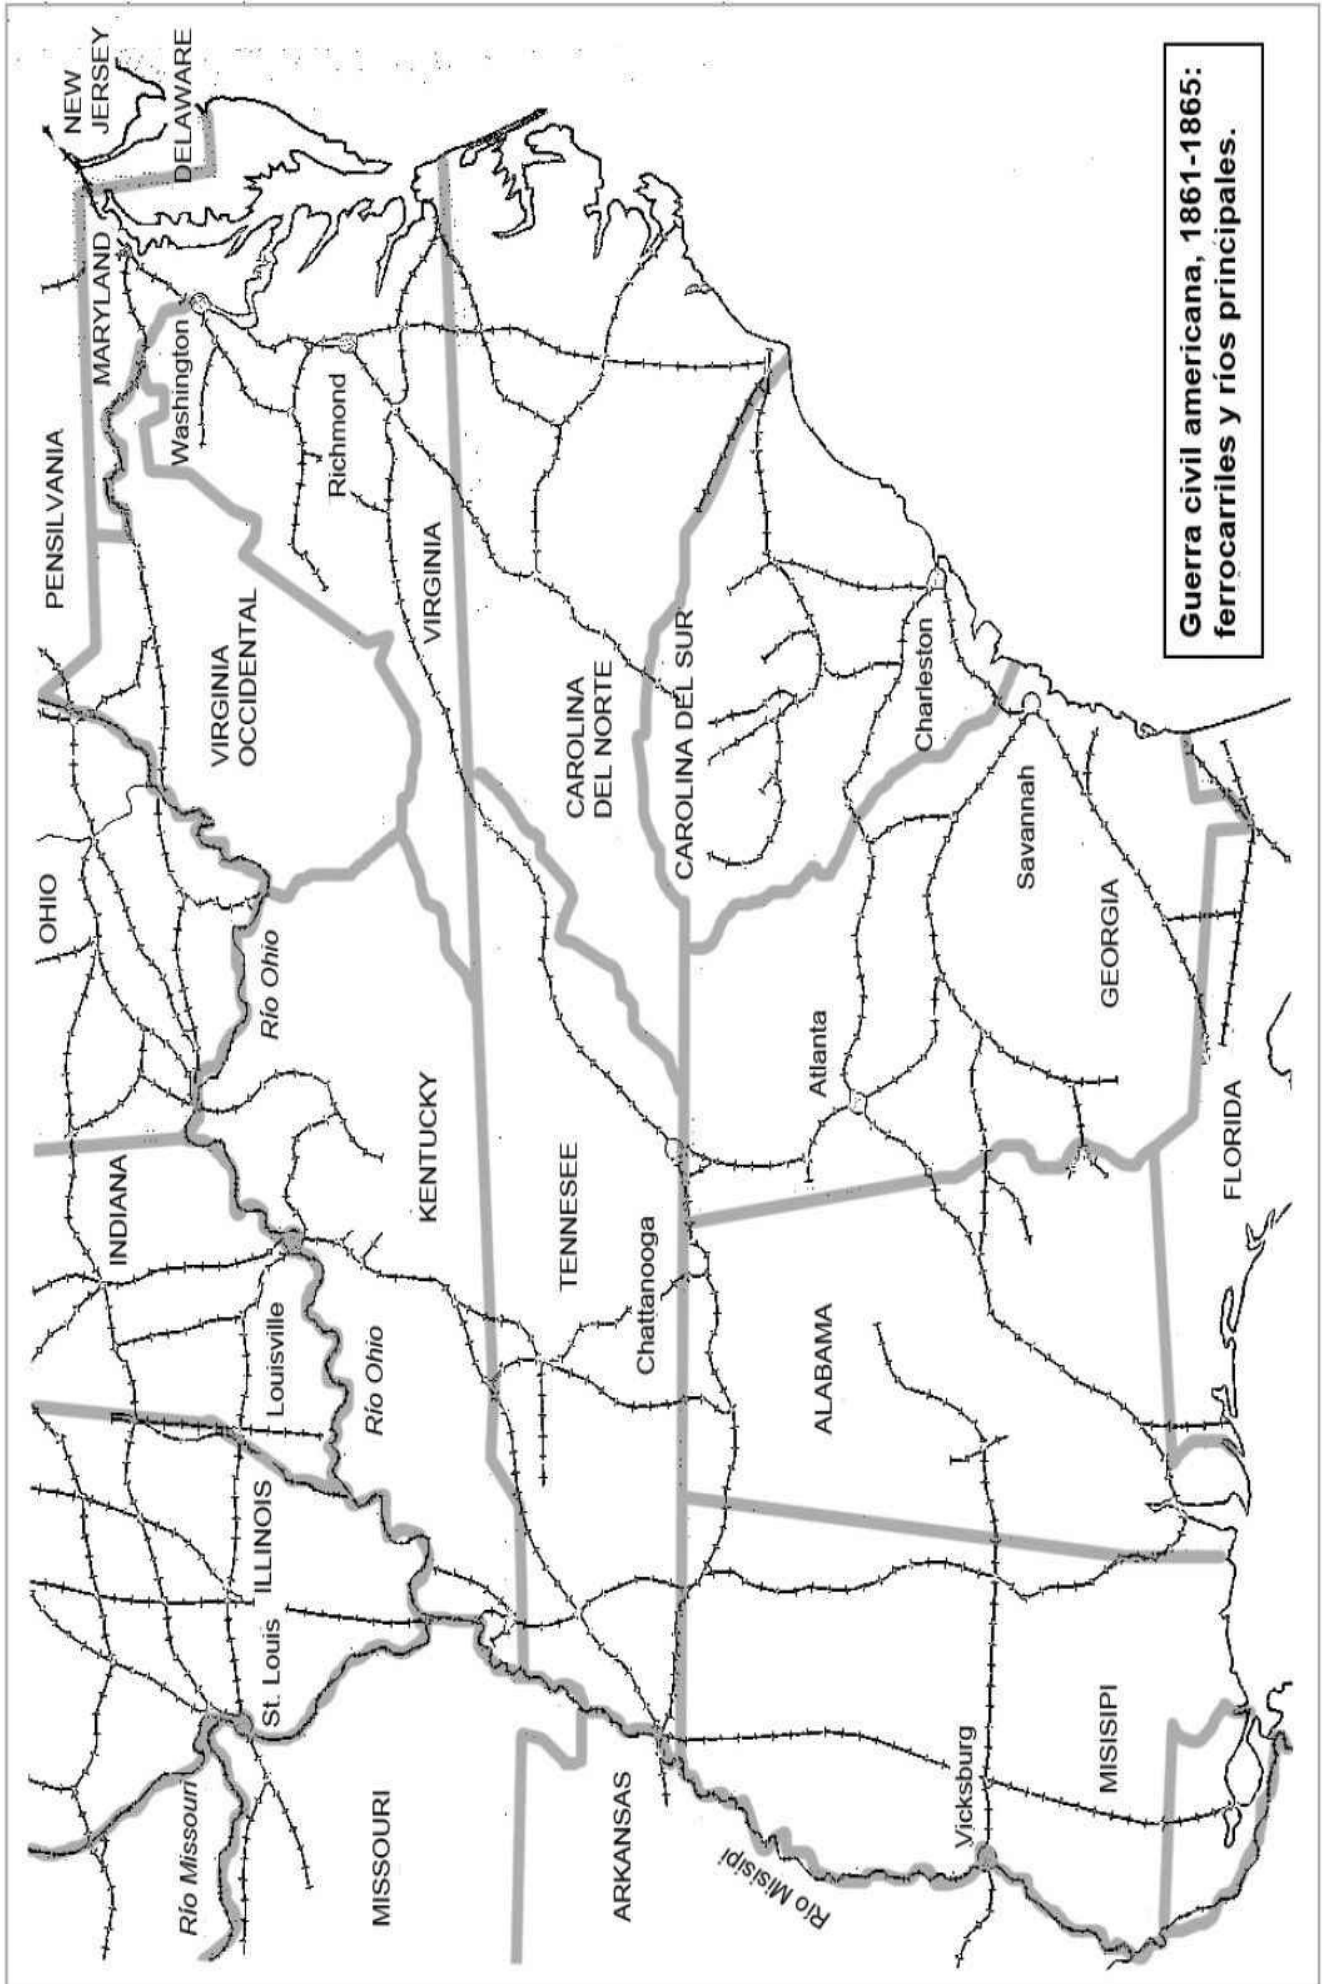 NEW
JERSEY
DELAWARE
PENSILVANIA
MARYLAND
Washington
OHIO
VIRGINIA
OCCIDENTAL
Richmond
VIRGINIA
INDIANA
Río Ohio
KENTUCKY
Louisville
Río Ohio
ILLINOIS
St. Louis
Río Missouri
MISSOURI
CAROLINA
DEL NORTE
TENNESEE
Chattanooga
ARKANSAS
CAROLINA DEL SUR
Charleston
Atlanta
Savannah
GEORGIA
ALABAMA
Río Misisipi
Vicksburg
MISISIPI
FLORIDA
Guerra civil americana, 1861-1865:
ferrocarriles y ríos principales.